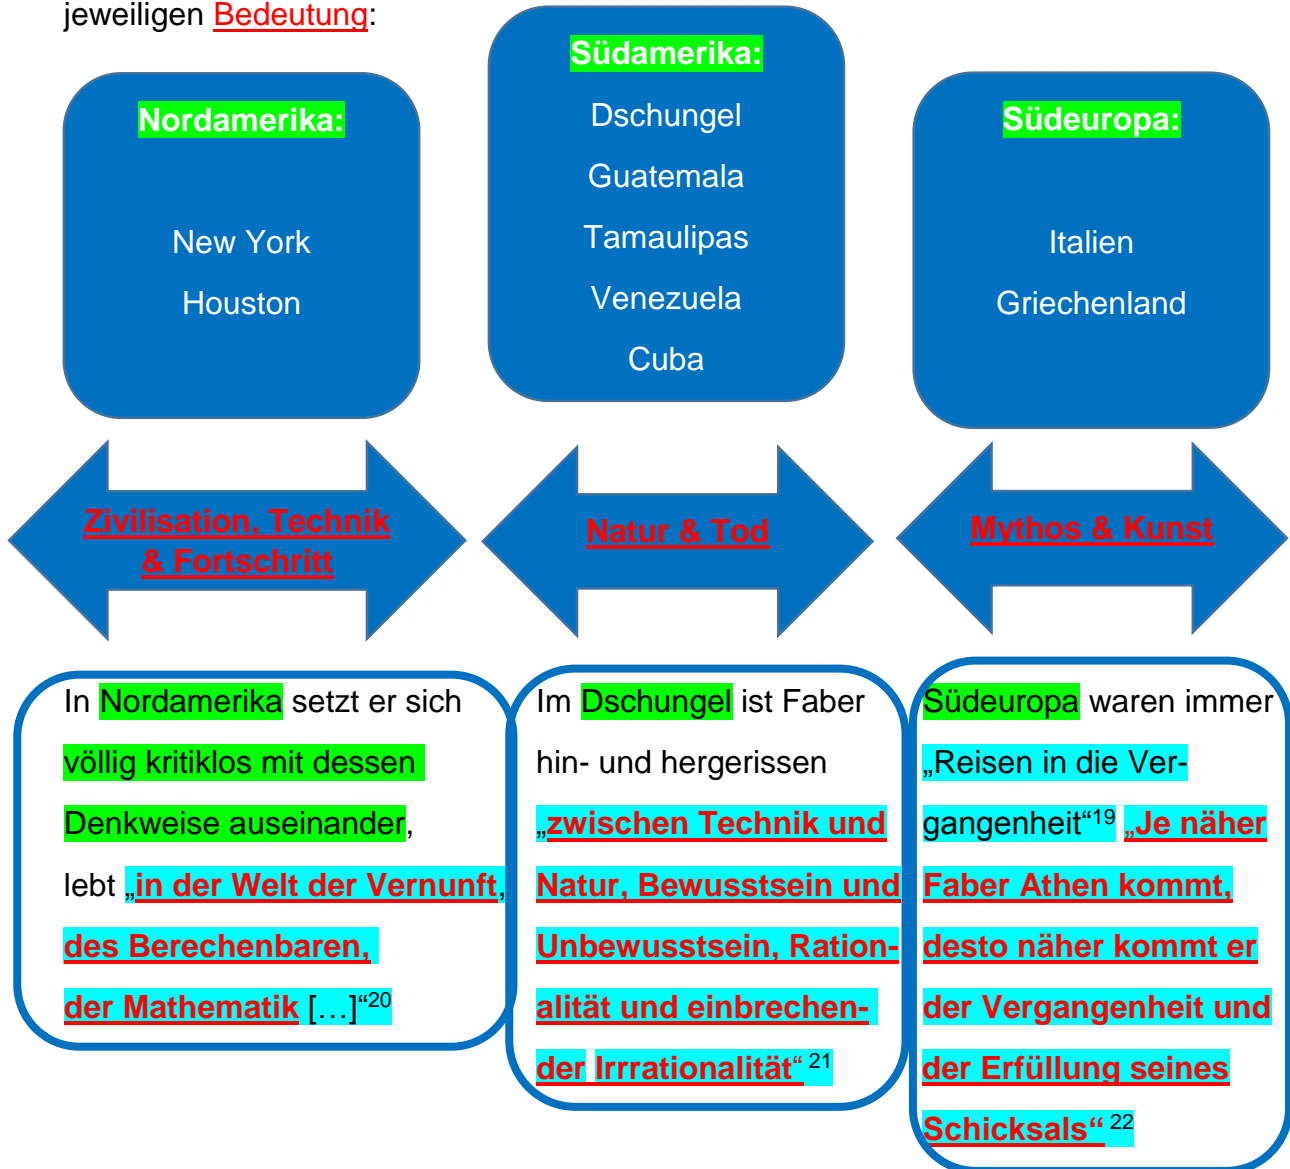 jeweiligen Bedeutung:
Nordamerika:
New York
Houston
Südamerika:
Dschungel
Guatemala
Tamaulipas
Venezuela
Cuba
Südeuropa:
Italien
Griechenland
Zivilisation, Technik
& Fortschritt
Natur & Tod
Mythos & Kunst
In Nordamerika setzt er sich
völlig kritiklos mit dessen
Denkweise auseinander,
lebt „in der Welt der Vernunft,
des Berechenbaren,
der Mathematik […]“20
Im Dschungel ist Faber
hin- und hergerissen
„zwischen Technik und
Natur, Bewusstsein und
Unbewusstsein, Ration-
alität und einbrechen-
der Irrrationalität“ 21
Südeuropa waren immer
„Reisen in die Ver-
gangenheit“19 „Je näher
Faber Athen kommt,
desto näher kommt er
der Vergangenheit und
der Erfüllung seines
Schicksals“ 22